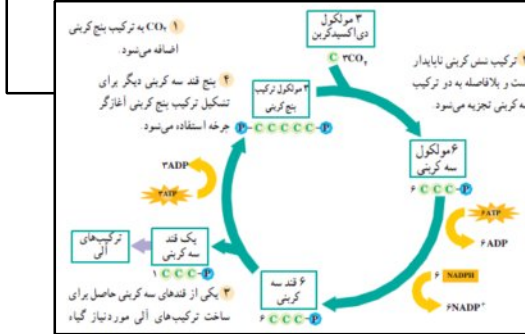 ۱ CO₂ به ترکیب پنج کربنی
اضافه می‌شود.
۳ مولکول
دی‌اکسیدکربن
C ۳CO₂
ترکیب شش کربنی ناپایدار
است و بلافاصله به دو ترکیب
سه کربنی تجزیه می‌شود.
۴ پنج قند سه کربنی دیگر برای
تشکیل ترکیب پنج کربنی آغازگر
چرخه استفاده می‌شود.
۳ مولکول ترکیب
پنج کربنی
P-C C C C C-P
۶ مولکول
سه کربنی
۶ C C C-P
۳ADP
۳ATP
۶ATP
۶ADP
۶ NADPH
۶NADP⁺
ترکیب‌های
آلی
یک قند
سه کربنی
۱ C C C-P
۶ قند سه
کربنی
۶ C C C-P
۳ یکی از قندهای سه کربنی حاصل برای
ساخت ترکیب‌های آلی موردنیاز گیاه